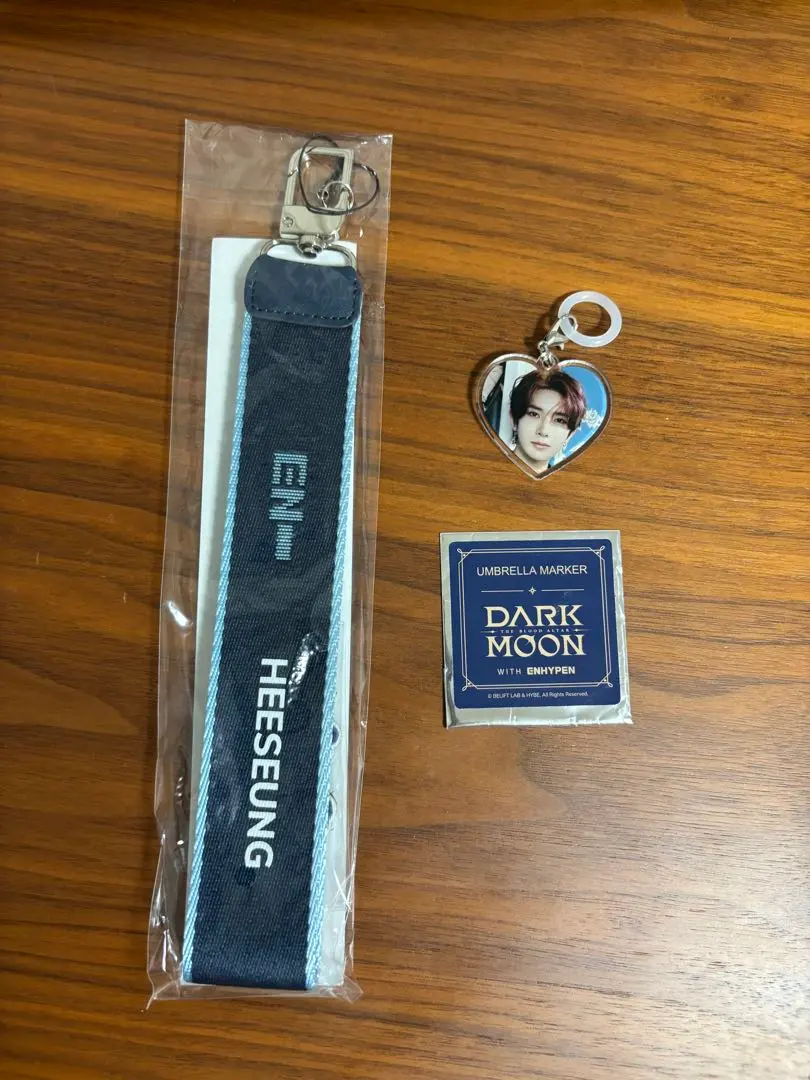 EN-
HEESEUNG
UMBRELLA MARKER
DARK
THE BLOOD ALTAR
MOON
WITH ENHYPEN
© BELIFT LAB & HYBE. All Rights Reserved.